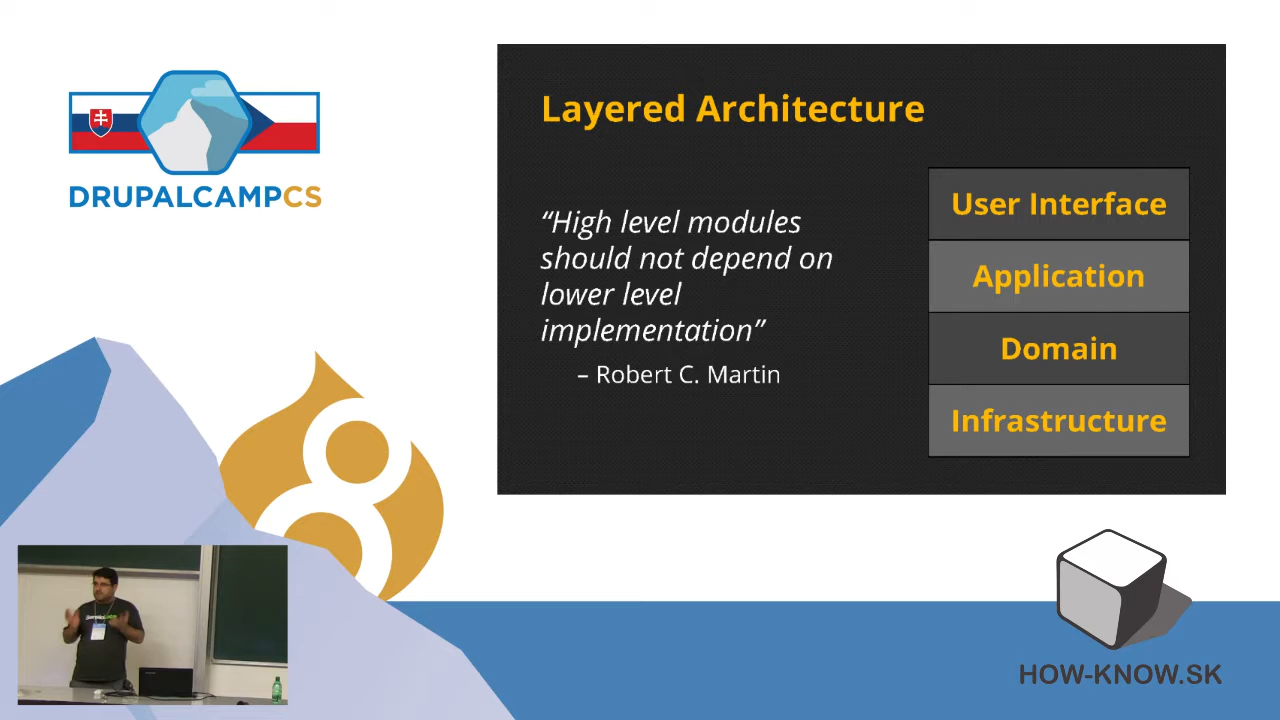 DRUPALCAMPCS
Layered Architecture
“High level modules
should not depend on
lower level
implementation”
– Robert C. Martin
User Interface
Application
Domain
Infrastructure
HOW-KNOW.SK